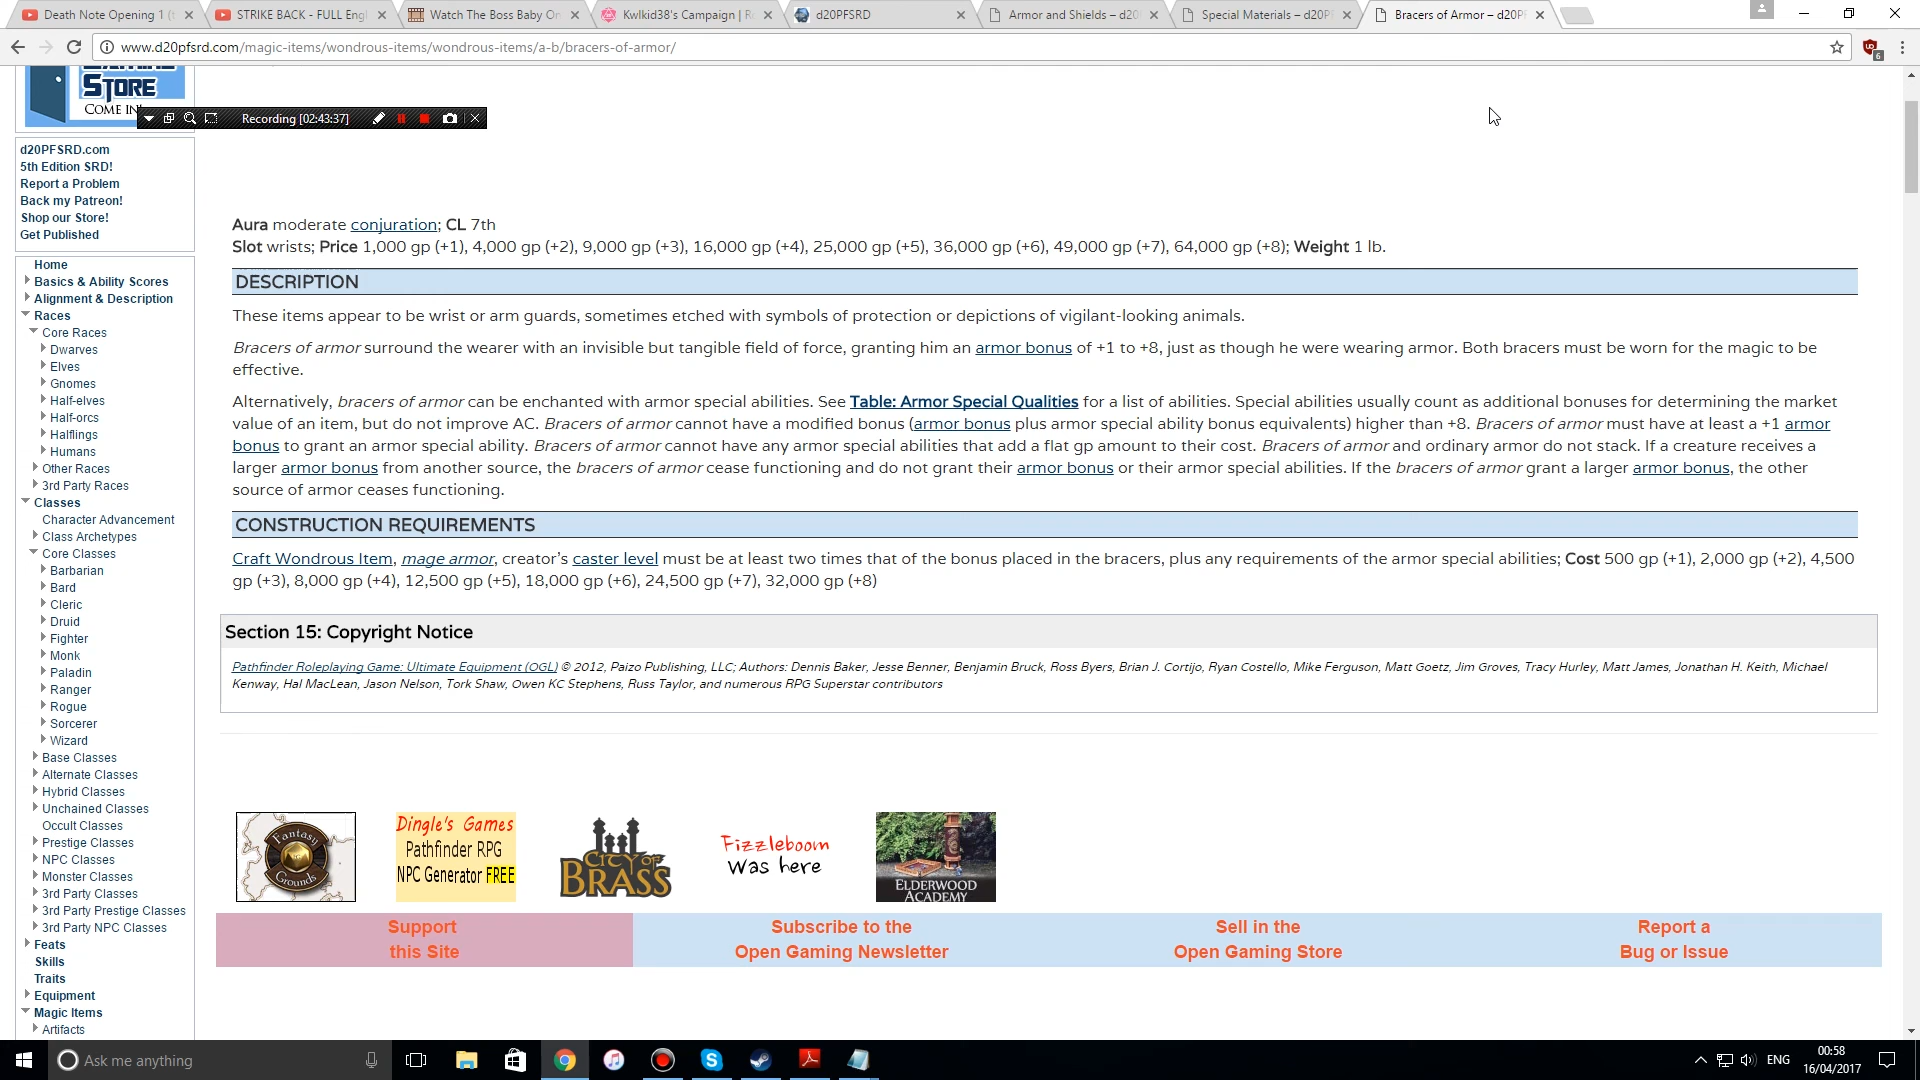 Death Note Opening 1 (
STRIKE BACK - FULL Engl
Watch The Boss Baby On
Kwlkid38's Campaign | R
d20PFSRD
Armor and Shields – d20
Special Materials – d20PF
Bracers of Armor – d20PF
www.d20pfsrd.com/magic-items/wondrous-items/wondrous-items/a-b/bracers-of-armor/
6
STORE
COME IN!
Recording [02:43:37]
d20PFSRD.com
5th Edition SRD!
Report a Problem
Back my Patreon!
Shop our Store!
Get Published
Home
Basics & Ability Scores
Alignment & Description
Races
Core Races
Dwarves
Elves
Gnomes
Half-elves
Half-orcs
Halflings
Humans
Other Races
3rd Party Races
Classes
Character Advancement
Class Archetypes
Core Classes
Barbarian
Bard
Cleric
Druid
Fighter
Monk
Paladin
Ranger
Rogue
Sorcerer
Wizard
Base Classes
Alternate Classes
Hybrid Classes
Unchained Classes
Occult Classes
Prestige Classes
NPC Classes
Monster Classes
3rd Party Classes
3rd Party Prestige Classes
3rd Party NPC Classes
Feats
Skills
Traits
Equipment
Magic Items
Artifacts
Aura moderate conjuration; CL 7th
Slot wrists; Price 1,000 gp (+1), 4,000 gp (+2), 9,000 gp (+3), 16,000 gp (+4), 25,000 gp (+5), 36,000 gp (+6), 49,000 gp (+7), 64,000 gp (+8); Weight 1 lb.
DESCRIPTION
These items appear to be wrist or arm guards, sometimes etched with symbols of protection or depictions of vigilant-looking animals.
Bracers of armor surround the wearer with an invisible but tangible field of force, granting him an armor bonus of +1 to +8, just as though he were wearing armor. Both bracers must be worn for the magic to be
effective.
Alternatively, bracers of armor can be enchanted with armor special abilities. See Table: Armor Special Qualities for a list of abilities. Special abilities usually count as additional bonuses for determining the market
value of an item, but do not improve AC. Bracers of armor cannot have a modified bonus (armor bonus plus armor special ability bonus equivalents) higher than +8. Bracers of armor must have at least a +1 armor
bonus to grant an armor special ability. Bracers of armor cannot have any armor special abilities that add a flat gp amount to their cost. Bracers of armor and ordinary armor do not stack. If a creature receives a
larger armor bonus from another source, the bracers of armor cease functioning and do not grant their armor bonus or their armor special abilities. If the bracers of armor grant a larger armor bonus, the other
source of armor ceases functioning.
CONSTRUCTION REQUIREMENTS
Craft Wondrous Item, mage armor, creator's caster level must be at least two times that of the bonus placed in the bracers, plus any requirements of the armor special abilities; Cost 500 gp (+1), 2,000 gp (+2), 4,500
gp (+3), 8,000 gp (+4), 12,500 gp (+5), 18,000 gp (+6), 24,500 gp (+7), 32,000 gp (+8)
Section 15: Copyright Notice
Pathfinder Roleplaying Game: Ultimate Equipment (OGL) © 2012, Paizo Publishing, LLC; Authors: Dennis Baker, Jesse Benner, Benjamin Bruck, Ross Byers, Brian J. Cortijo, Ryan Costello, Mike Ferguson, Matt Goetz, Jim Groves, Tracy Hurley, Matt James, Jonathan H. Keith, Michael
Kenway, Hal MacLean, Jason Nelson, Tork Shaw, Owen KC Stephens, Russ Taylor, and numerous RPG Superstar contributors
Fantasy
Grounds
Dingle's Games
Pathfinder RPG
NPC Generator FREE
CITY OF
BRASS
Fizzleboom
Was here
ELDERWOOD
ACADEMY
Support
this Site
Subscribe to the
Open Gaming Newsletter
Sell in the
Open Gaming Store
Report a
Bug or Issue
Ask me anything
ENG
00:58
16/04/2017